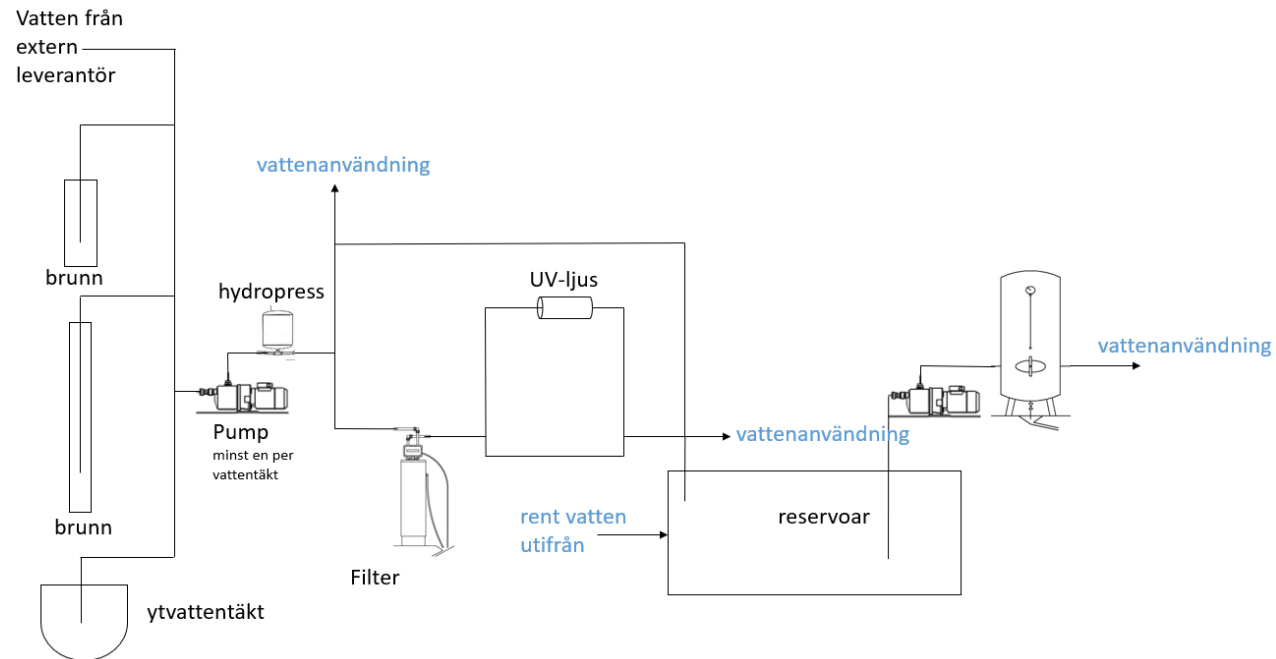 Vatten från
extern
leverantör
vattenanvändning
brunn
hydropress
UV-ljus
vattenanvändning
Pump
minst en per
vattentäkt
vattenanvändning
brunn
rent vatten
utifrån
reservoar
Filter
ytvattentäkt